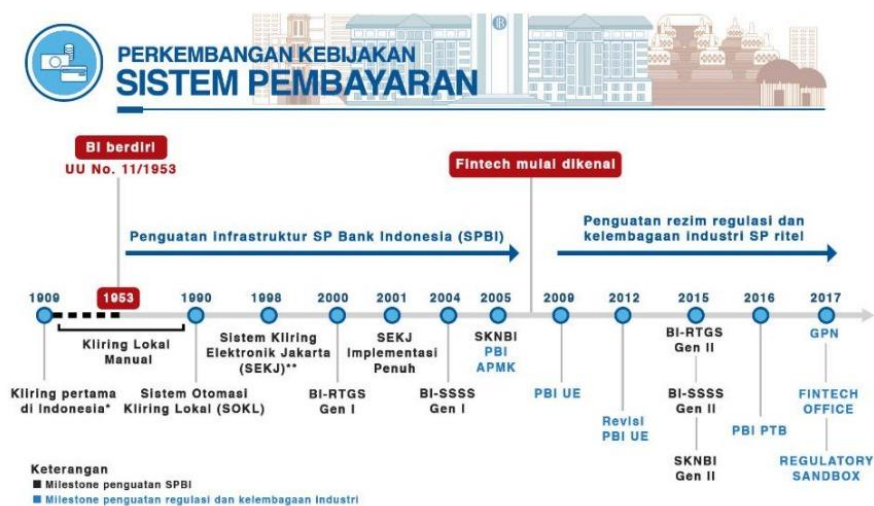 PERKEMBANGAN KEBIJAKAN
SISTEM PEMBAYARAN
BI berdiri
UU No. 11/1953
Fintech mulai dikenal
Penguatan infrastruktur SP Bank Indonesia (SPBI)
Penguatan rezim regulasi dan
kelembagaan industri SP ritel
1909
1953
1990
1998
2000
2001
2004
2005
2009
2012
2015
2016
2017
Kliring Lokal
Manual
Kliring pertama
di Indonesia*
Sistem Otomasi
Kliring Lokal (SOKL)
Sistem Kliring
Elektronik Jakarta
(SEKJ)**
BI-RTGS
Gen I
SEKJ
Implementasi
Penuh
BI-SSSS
Gen I
SKNBI
PBI
APMK
PBI UE
Revisi
PBI UE
BI-RTGS
Gen II
BI-SSSS
Gen II
SKNBI
Gen II
PBI PTB
GPN
FINTECH
OFFICE
REGULATORY
SANDBOX
Keterangan
Milestone penguatan SPBI
Milestone penguatan regulasi dan kelembagaan industri